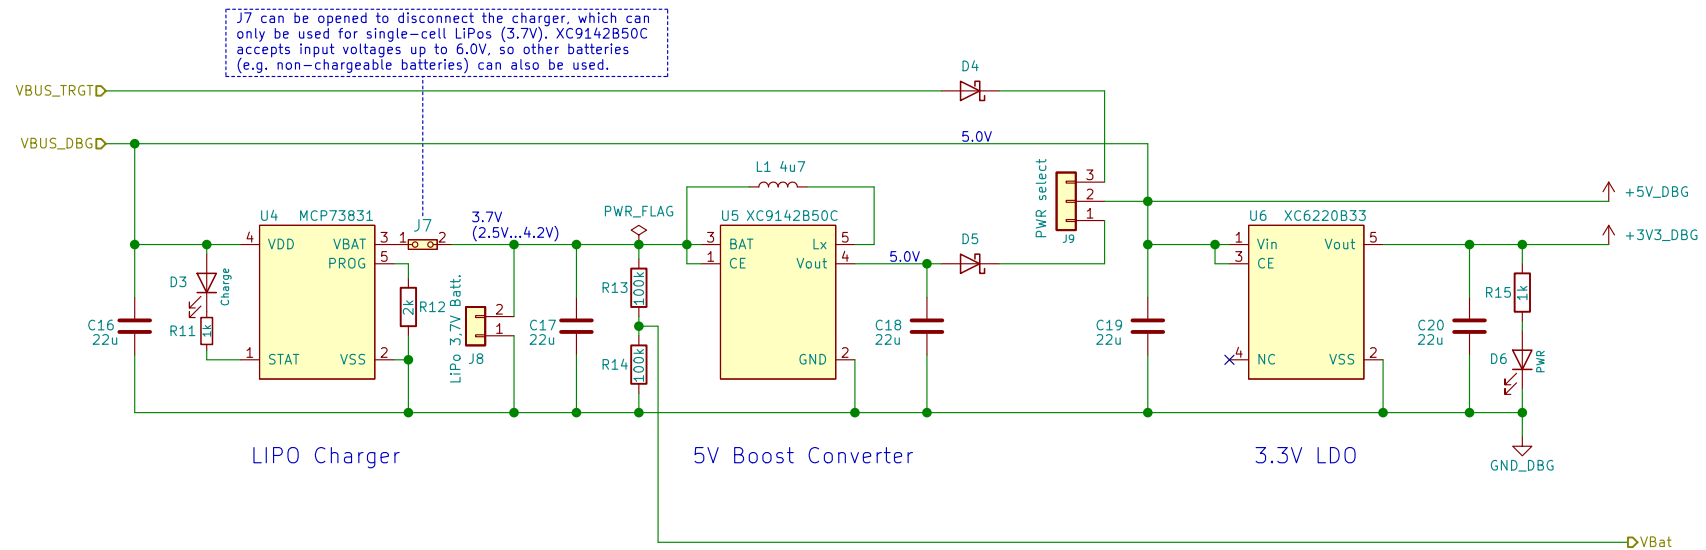 J7 can be opened to disconnect the charger, which can
only be used for single-cell LiPos (3.7V). XC9142B50C
accepts input voltages up to 6.0V, so other batteries
(e.g. non-chargeable batteries) can also be used.
VBUS_TRGT
D4
VBUS_DBG
5.0V
L1 4u7
PWR select
3
2
1
J9
+5V_DBG
U4 MCP73831
J7
3.7V
(2.5V...4.2V)
PWR_FLAG
U5 XC9142B50C
D5
U6 XC6220B33
+3V3_DBG
4 VDD
VBAT 3
1 2
3 BAT
Lx 5
1 Vin
Vout 5
PROG 5
1 CE
Vout 4
5.0V
3 CE
D3
Charge
R12
2k
LiPo 3,7V Batt.
2
1
J8
R13
100k
R15
1k
C16
22u
R11
1k
C17
22u
C18
22u
C19
22u
C20
22u
1 STAT
VSS 2
R14
100k
GND 2
4 NC
VSS 2
D6
PWR
LIPO Charger
5V Boost Converter
3.3V LDO
GND_DBG
VBat